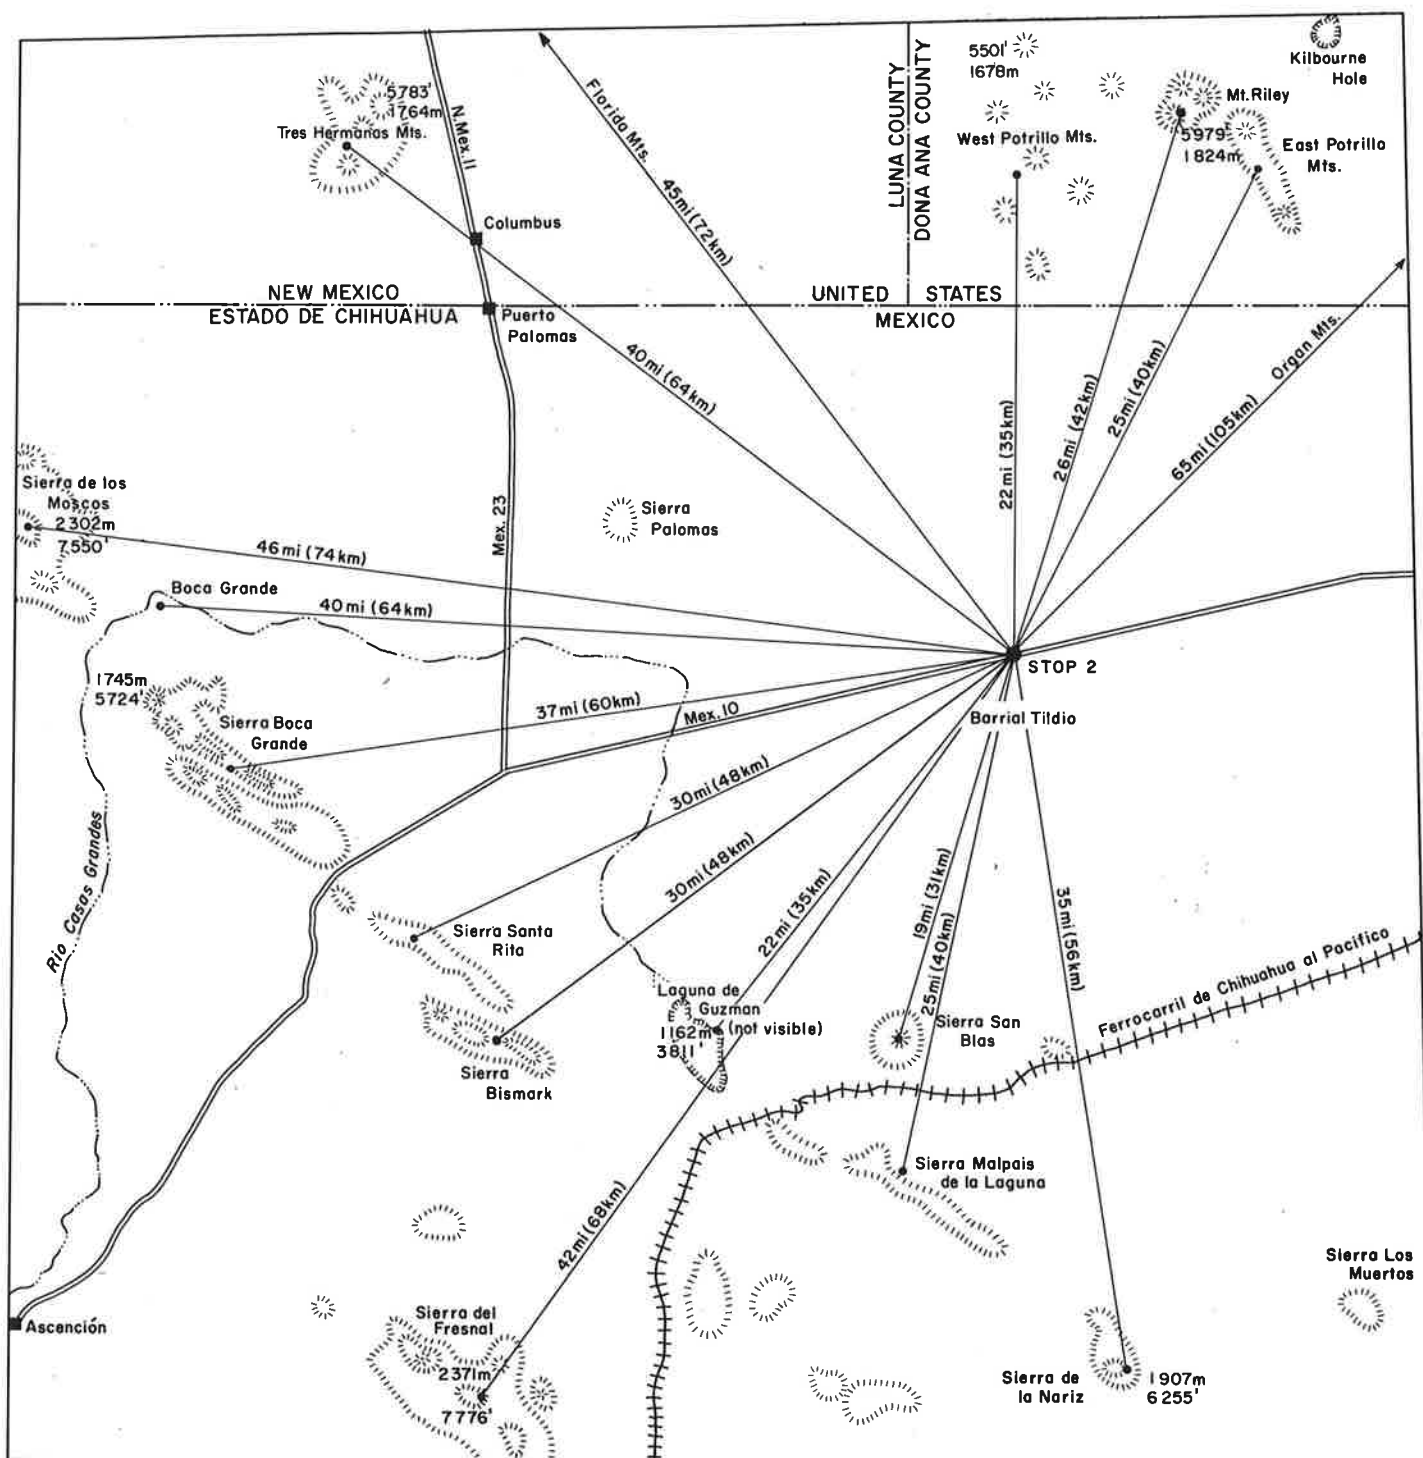 5783'
1764m
Tres Hermanas Mts.
N. Mex. 11
Florida Mts.
45mi (72km)
LUNA COUNTY
DONA ANA COUNTY
5501'
1678m
West Potrillo Mts.
Kilbourne
Hole
Mt. Riley
5979'
1824m
East Potrillo
Mts.
Columbus
NEW MEXICO
ESTADO DE CHIHUAHUA
Puerto
Palomas
UNITED STATES
MEXICO
40mi (64km)
22mi (35km)
26mi (42km)
25mi (40km)
65mi (105km)
Organ Mts.
Sierra de los
Moscos
2302m
7550'
46mi (74km)
Mex. 23
Sierra
Palomas
Boca Grande
40mi (64km)
STOP 2
Barrial Tildio
1745m
5724'
Sierra Boca
Grande
37mi (60km)
Mex. 10
30mi (48km)
30mi (48km)
22mi (35km)
19mi (31km)
25mi (40km)
35mi (56km)
Rio Casas Grandes
Sierra Santa
Rita
Laguna de
Guzman
(not visible)
1162m
3811'
Sierra San
Blas
Ferrocarril de Chihuahua al Pacifico
Sierra
Bismark
Sierra Malpais
de la Laguna
42mi (68km)
Ascención
Sierra del
Fresnal
2371m
7776'
Sierra de
la Nariz
1907m
6255'
Sierra Los
Muertos